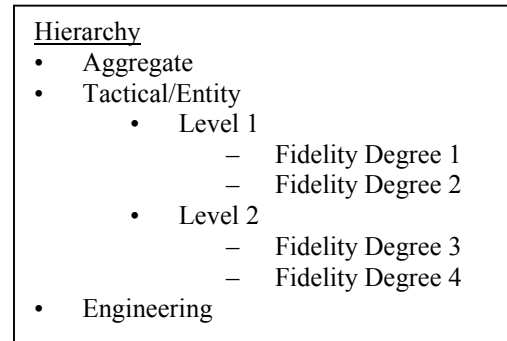 Hierarchy
• Aggregate
• Tactical/Entity
• Level 1
– Fidelity Degree 1
– Fidelity Degree 2
• Level 2
– Fidelity Degree 3
– Fidelity Degree 4
• Engineering